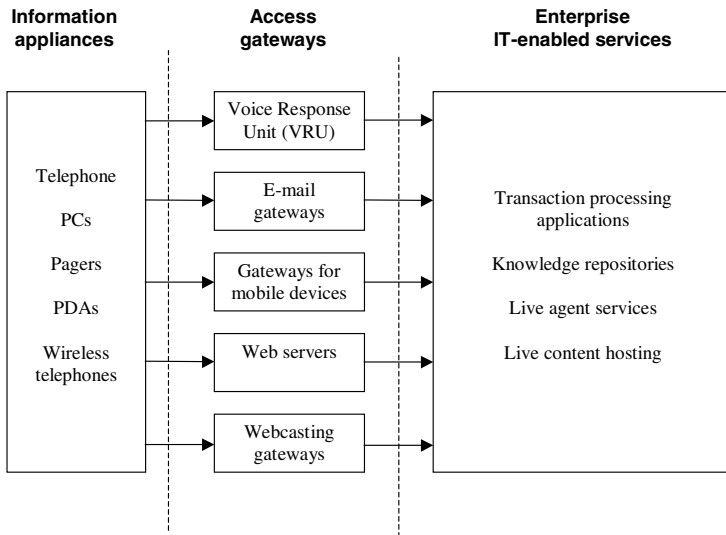 Information
appliances
Access
gateways
Enterprise
IT-enabled services
Telephone
PCs
Pagers
PDAs
Wireless
telephones
Voice Response
Unit (VRU)
E-mail
gateways
Gateways for
mobile devices
Web servers
Webcasting
gateways
Transaction processing
applications
Knowledge repositories
Live agent services
Live content hosting